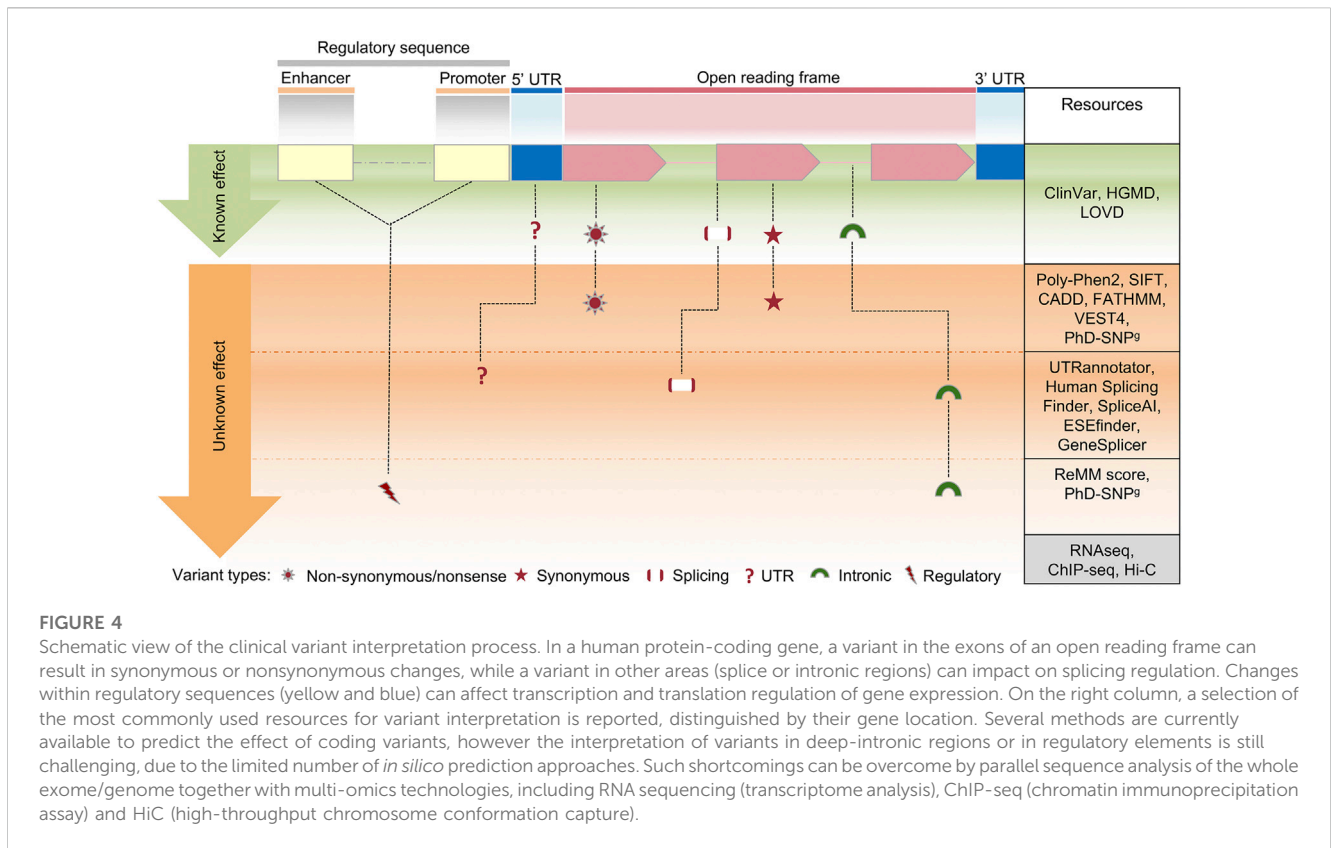 Regulatory sequence
Enhancer
Promoter
5' UTR
Open reading frame
3' UTR
Resources
Known effect
ClinVar, HGMD,
LOVD
?
Unknown effect
Poly-Phen2, SIFT,
CADD, FATHMM,
VEST4,
PhD-SNPᵍ
?
UTRannotator,
Human Splicing
Finder, SpliceAI,
ESEfinder,
GeneSplicer
ReMM score,
PhD-SNPᵍ
RNAseq,
ChIP-seq, Hi-C
Variant types: Non-synonymous/nonsense Synonymous Splicing ? UTR Intronic Regulatory
FIGURE 4
Schematic view of the clinical variant interpretation process. In a human protein-coding gene, a variant in the exons of an open reading frame can
result in synonymous or nonsynonymous changes, while a variant in other areas (splice or intronic regions) can impact on splicing regulation. Changes
within regulatory sequences (yellow and blue) can affect transcription and translation regulation of gene expression. On the right column, a selection of
the most commonly used resources for variant interpretation is reported, distinguished by their gene location. Several methods are currently
available to predict the effect of coding variants, however the interpretation of variants in deep-intronic regions or in regulatory elements is still
challenging, due to the limited number of in silico prediction approaches. Such shortcomings can be overcome by parallel sequence analysis of the whole
exome/genome together with multi-omics technologies, including RNA sequencing (transcriptome analysis), ChIP-seq (chromatin immunoprecipitation
assay) and HiC (high-throughput chromosome conformation capture).